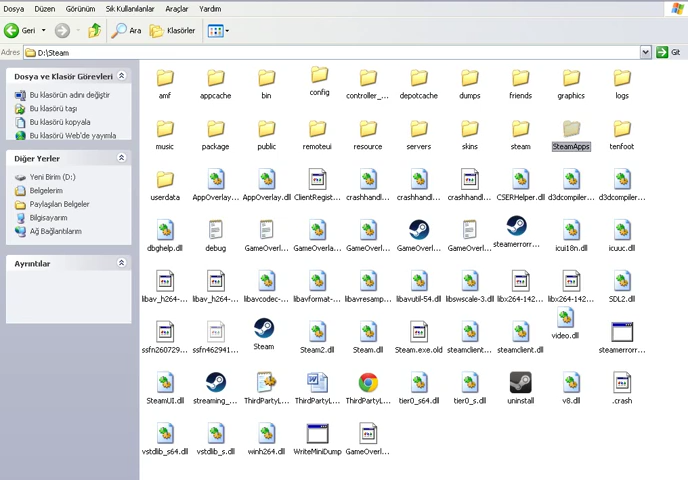 Dosya Düzen Görünüm Sık Kullanılanlar Araçlar Yardım
Geri Ara Klasörler
Adres D:\Steam Git
Dosya ve Klasör Görevleri
Bu klasörün adını değiştir
Bu klasörü taşı
Bu klasörü kopyala
Bu klasörü Web'de yayımla
Diğer Yerler
Yeni Birim (D:)
Belgelerim
Paylaşılan Belgeler
Bilgisayarım
Ağ Bağlantılarım
Ayrıntılar
amf appcache bin config controller_... depotcache dumps friends graphics logs
music package public remoteui resource servers skins steam SteamApps tenfoot
userdata AppOverlay... AppOverlay.dll ClientRegist... crashhandl... crashhandl... crashhandl... CSERHelper.dll d3dcompiler... d3dcompiler...
dbghelp.dll debug GameOverl... GameOverla... GameOverl... GameOverl... GameOverl... steamerrorr... icui18n.dll icuuc.dll
libav_h264-... libav_h264-... libavcodec-... libavformat-... libavresamp... libavutil-54.dll libswscale-3.dll libx264-142... libx264-142... SDL2.dll
ssfn260729... ssfn462941... Steam Steam2.dll Steam.dll Steam.exe.old steamclient... steamclient.dll video.dll steamerrorr...
SteamUI.dll streaming_... ThirdPartyL... ThirdPartyL... ThirdPartyL... tier0_s64.dll tier0_s.dll uninstall v8.dll .crash
vstdlib_s64.dll vstdlib_s.dll winh264.dll WriteMiniDump GameOverl...